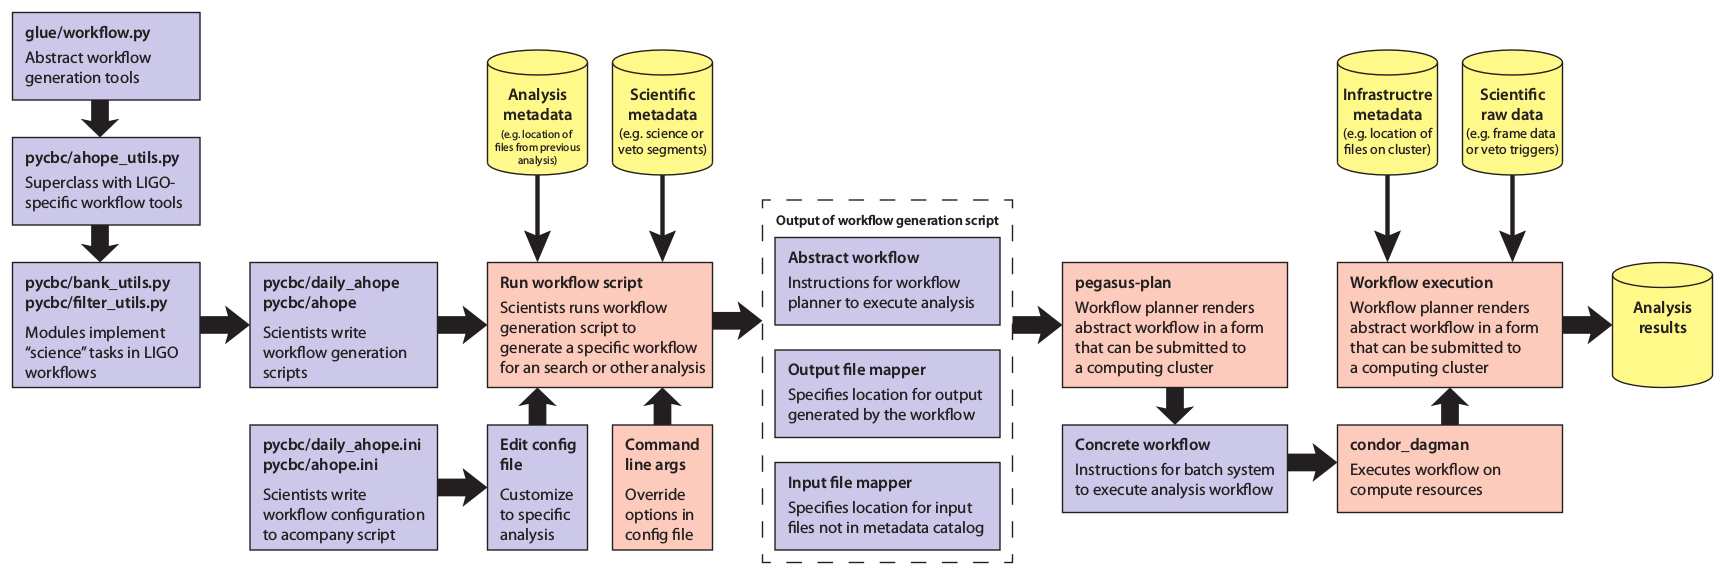 glue/workflow.py
Abstract workflow
generation tools
pycbc/ahope_utils.py
Superclass with LIGO-
specific workflow tools
pycbc/bank_utils.py
pycbc/filter_utils.py
Modules implement
“science” tasks in LIGO
workflows
pycbc/daily_ahope
pycbc/ahope
Scientists write
workflow generation
scripts
pycbc/daily_ahope.ini
pycbc/ahope.ini
Scientists write
workflow configuration
to acompany script
Analysis
metadata
(e.g. location of
files from previous
analysis)
Scientific
metadata
(e.g. science or
veto segments)
Run workflow script
Scientists runs workflow
generation script to
generate a specific workflow
for an search or other analysis
Edit config
file
Customize
to specific
analysis
Command
line args
Override
options in
config file
Output of workflow generation script
Abstract workflow
Instructions for workflow
planner to execute analysis
Output file mapper
Specifies location for output
generated by the workflow
Input file mapper
Specifies location for input
files not in metadata catalog
pegasus-plan
Workflow planner renders
abstract workflow in a form
that can be submitted to
a computing cluster
Concrete workflow
Instructions for batch system
to execute analysis workflow
Infrastructre
metadata
(e.g. location of
files on cluster)
Scientific
raw data
(e.g. frame data
or veto triggers)
Workflow execution
Workflow planner renders
abstract workflow in a form
that can be submitted to
a computing cluster
condor_dagman
Executes workflow on
compute resources
Analysis
results